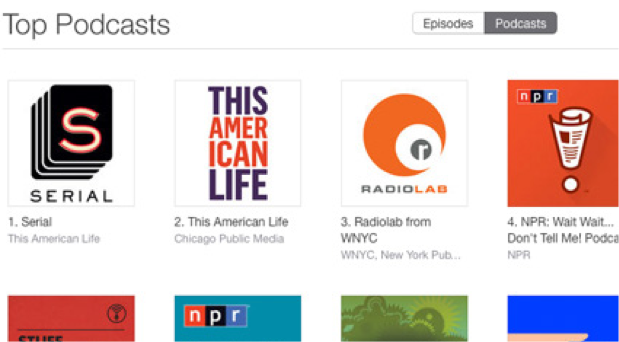 Top Podcasts
Episodes
Podcasts
S
SERIAL
THIS
AMER
ICAN
LIFE
r
RADIOLAB
npr
1. Serial
This American Life
2. This American Life
Chicago Public Media
3. Radiolab from
WNYC
WNYC, New York Pub...
4. NPR: Wait Wait...
Don't Tell Me! Podca
NPR
STUFF
npr